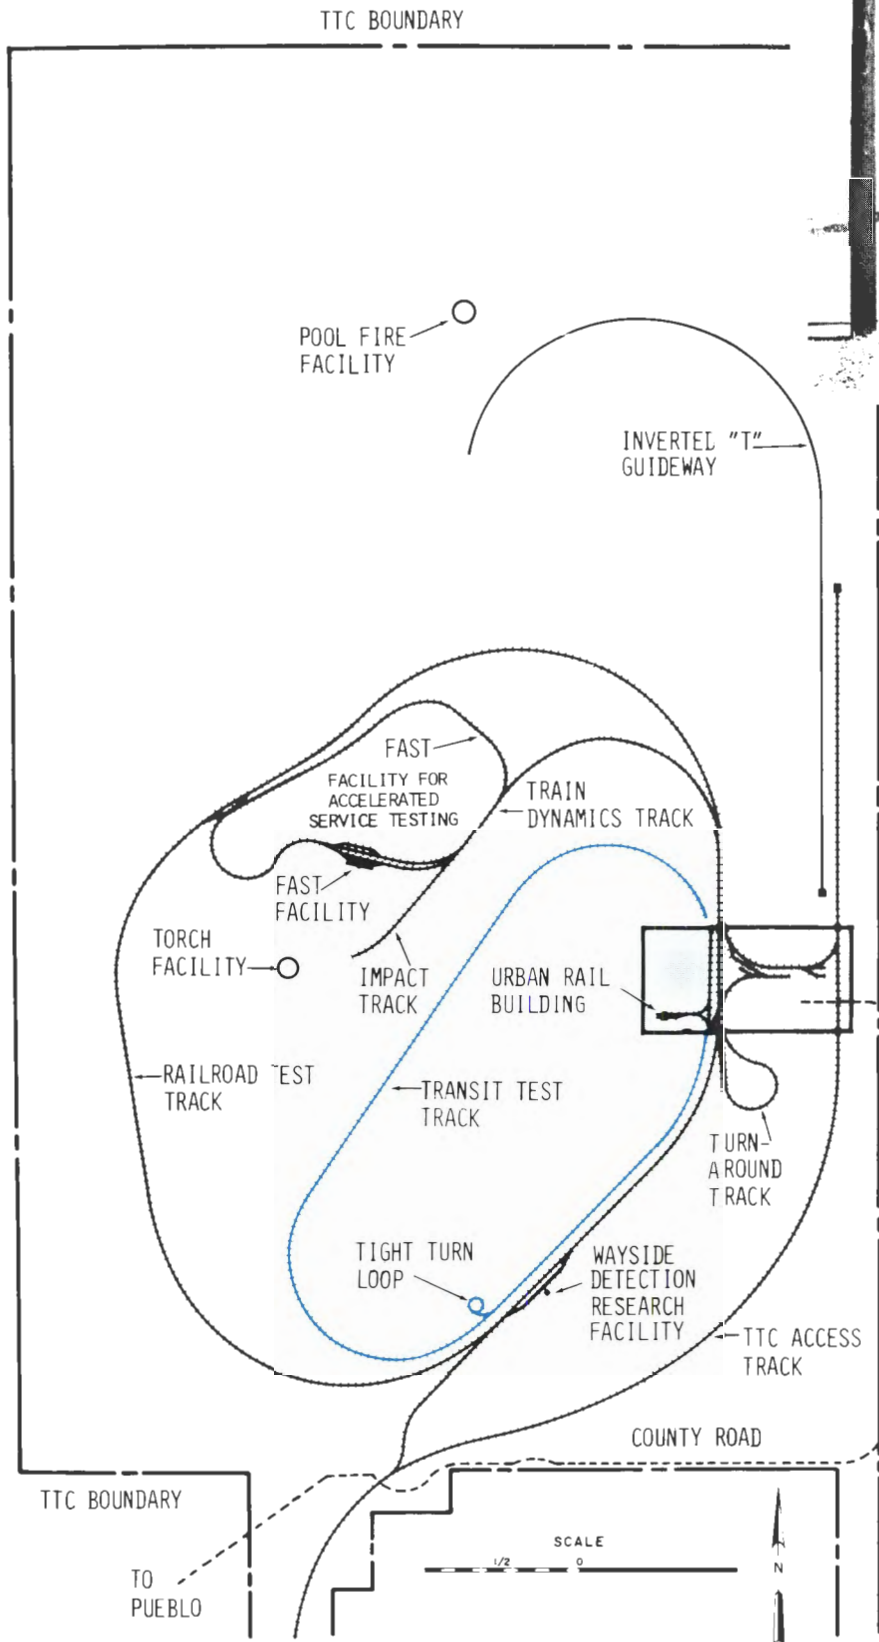 TTC BOUNDARY
POOL FIRE
FACILITY
INVERTED "T"
GUIDEWAY
FAST
FACILITY FOR
ACCELERATED
SERVICE TESTING
TRAIN
DYNAMICS TRACK
FAST
FACILITY
TORCH
FACILITY
IMPACT
TRACK
URBAN RAIL
BUILDING
RAILROAD TEST
TRACK
TRANSIT TEST
TRACK
TURN-
AROUND
TRACK
TIGHT TURN
LOOP
WAYSIDE
DETECTION
RESEARCH
FACILITY
TTC ACCESS
TRACK
COUNTY ROAD
TTC BOUNDARY
SCALE
1/2 0
N
TO
PUEBLO